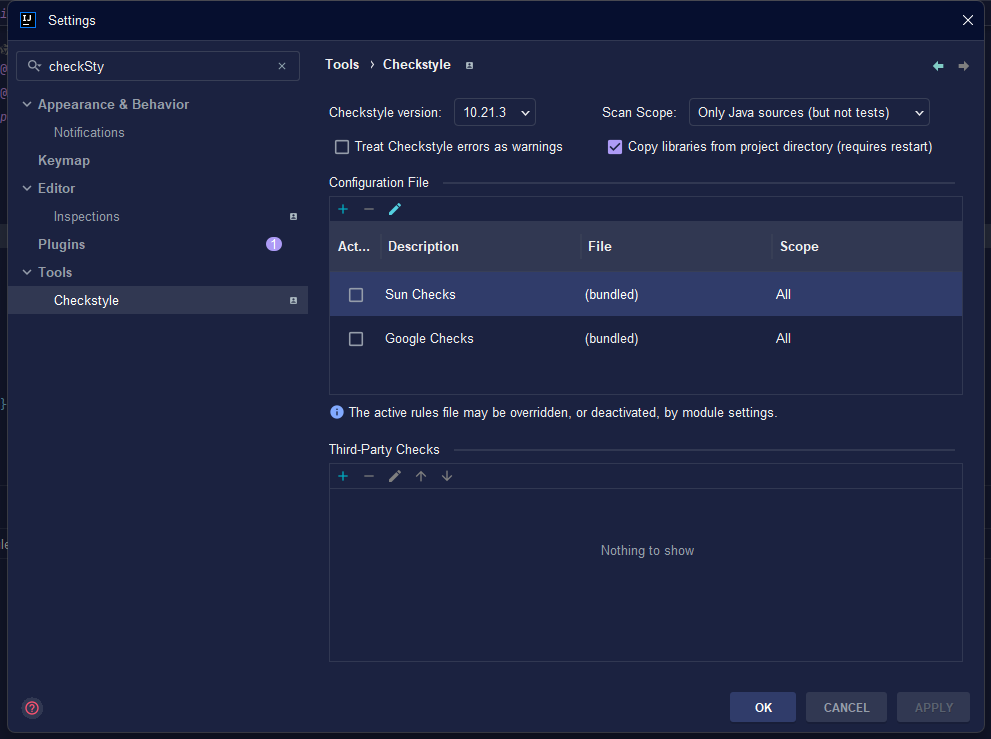 IJ Settings
checkSty
Tools › Checkstyle
Appearance & Behavior
Notifications
Keymap
Editor
Inspections
Plugins 1
Tools
Checkstyle
Checkstyle version: 10.21.3 Scan Scope: Only Java sources (but not tests)
Treat Checkstyle errors as warnings Copy libraries from project directory (requires restart)
Configuration File
Act... Description File Scope
Sun Checks (bundled) All
Google Checks (bundled) All
The active rules file may be overridden, or deactivated, by module settings.
Third-Party Checks
Nothing to show
OK CANCEL APPLY